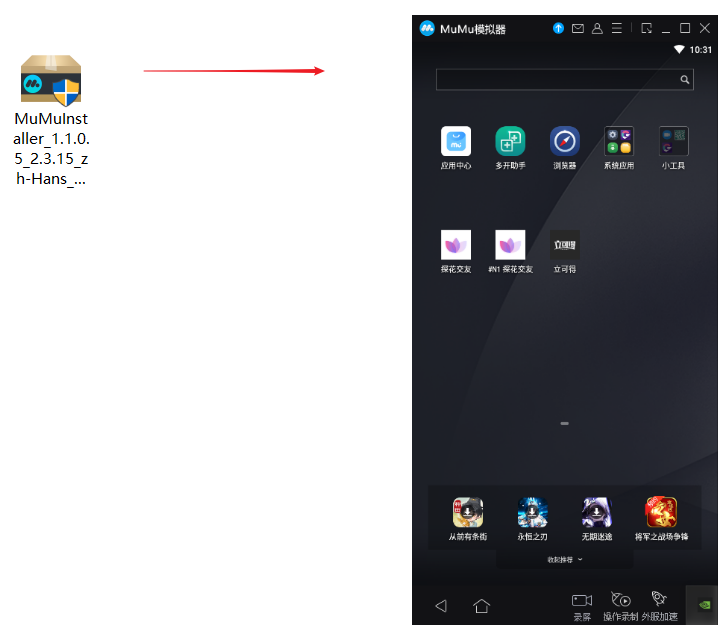 MuMuInst
aller_1.1.0.
5_2.3.15_z
h-Hans_...
MuMu模拟器
10:31
应用中心 多开助手 浏览器 系统应用 小工具
探花交友 #N1 探花交友 立可得
从前有条街 永恒之刃 无期迷途 将军之战场争锋
收起推荐
录屏 操作录制 外服加速